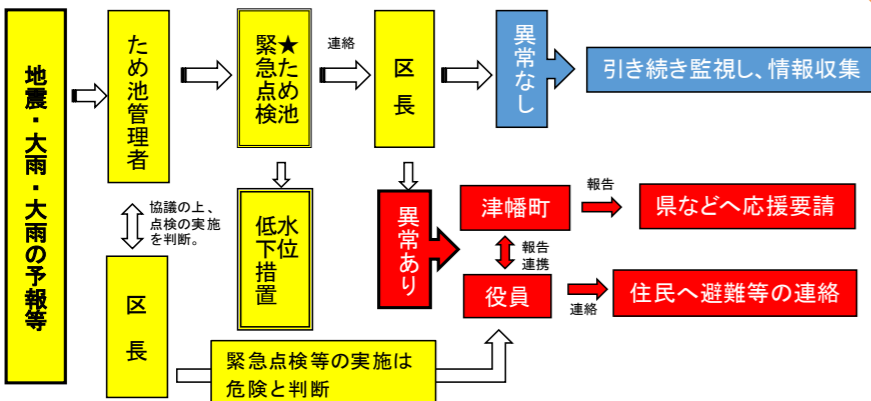 地震・大雨・大雨の予報等
ため池管理者
協議の上、
点検の実施
を判断。
区長
★ため池
緊急点検
水位
低下措置
連絡
区長
異常なし
引き続き監視し、情報収集
異常あり
津幡町
報告
県などへ応援要請
報告
連携
役員
連絡
住民へ避難等の連絡
緊急点検等の実施は
危険と判断